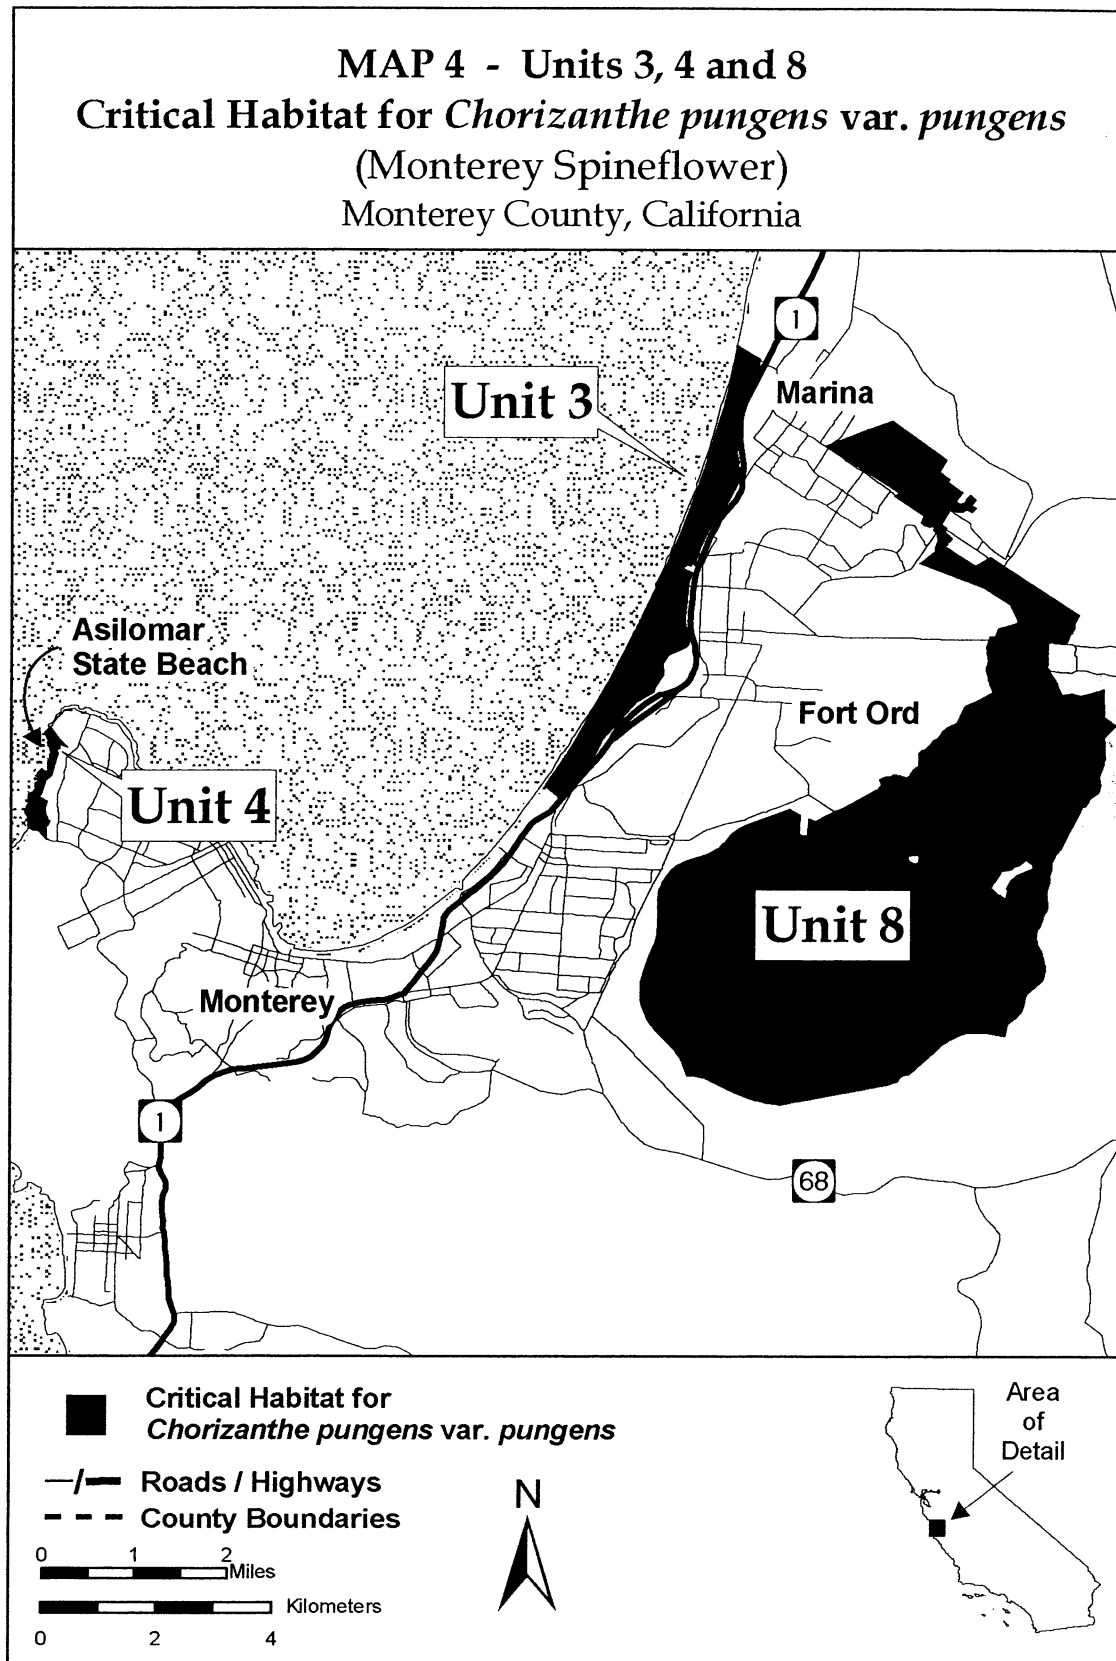 MAP 4 - Units 3, 4 and 8
Critical Habitat for Chorizanthe pungens var. pungens
(Monterey Spineflower)
Monterey County, California
1
Unit 3
Marina
Asilomar
State Beach
Fort Ord
Unit 4
Unit 8
Monterey
1
68
Critical Habitat for
Chorizanthe pungens var. pungens
Roads / Highways
County Boundaries
0 1 2
Miles
Kilometers
0 2 4
N
Area
of
Detail